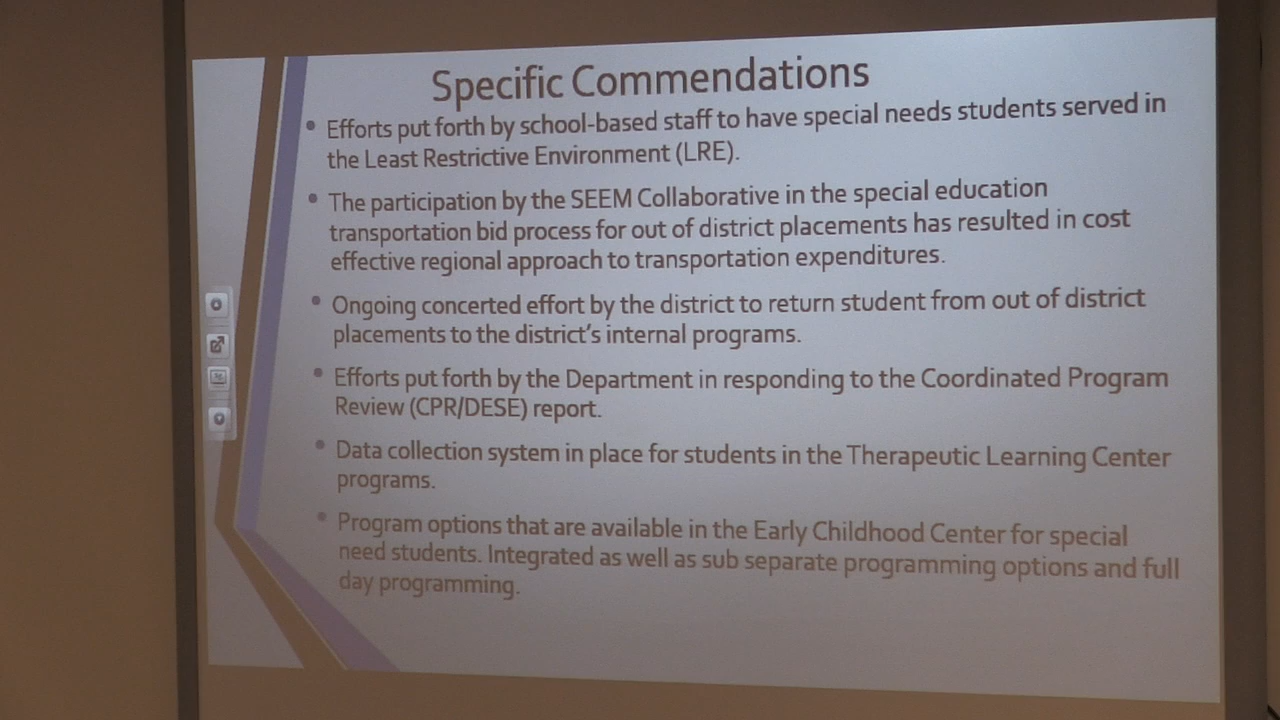 Specific Commendations
• Efforts put forth by school-based staff to have special needs students served in
the Least Restrictive Environment (LRE).
• The participation by the SEEM Collaborative in the special education
transportation bid process for out of district placements has resulted in cost
effective regional approach to transportation expenditures.
• Ongoing concerted effort by the district to return student from out of district
placements to the district's internal programs.
• Efforts put forth by the Department in responding to the Coordinated Program
Review (CPR/DESE) report.
• Data collection system in place for students in the Therapeutic Learning Center
programs.
• Program options that are available in the Early Childhood Center for special
need students. Integrated as well as sub separate programming options and full
day programming.